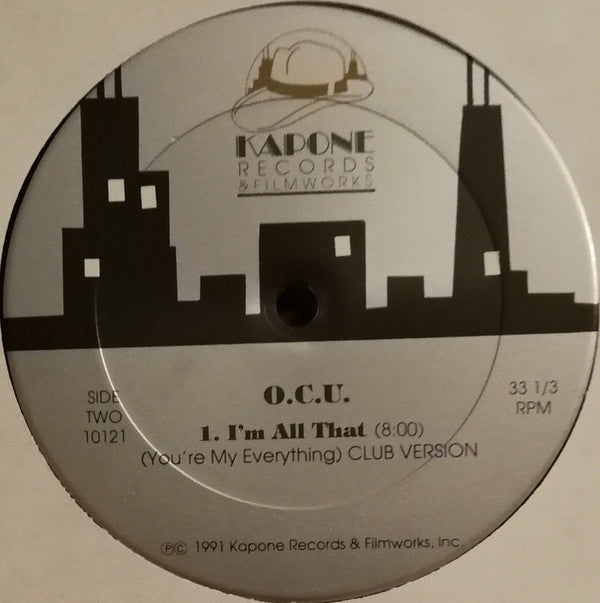 KAPONE
RECORDS
& FILMWORKS
SIDE
TWO
10121
O.C.U.
1. I'm All That (8:00)
(You're My Everything) CLUB VERSION
33 1/3
RPM
℗© 1991 Kapone Records & Filmworks, Inc